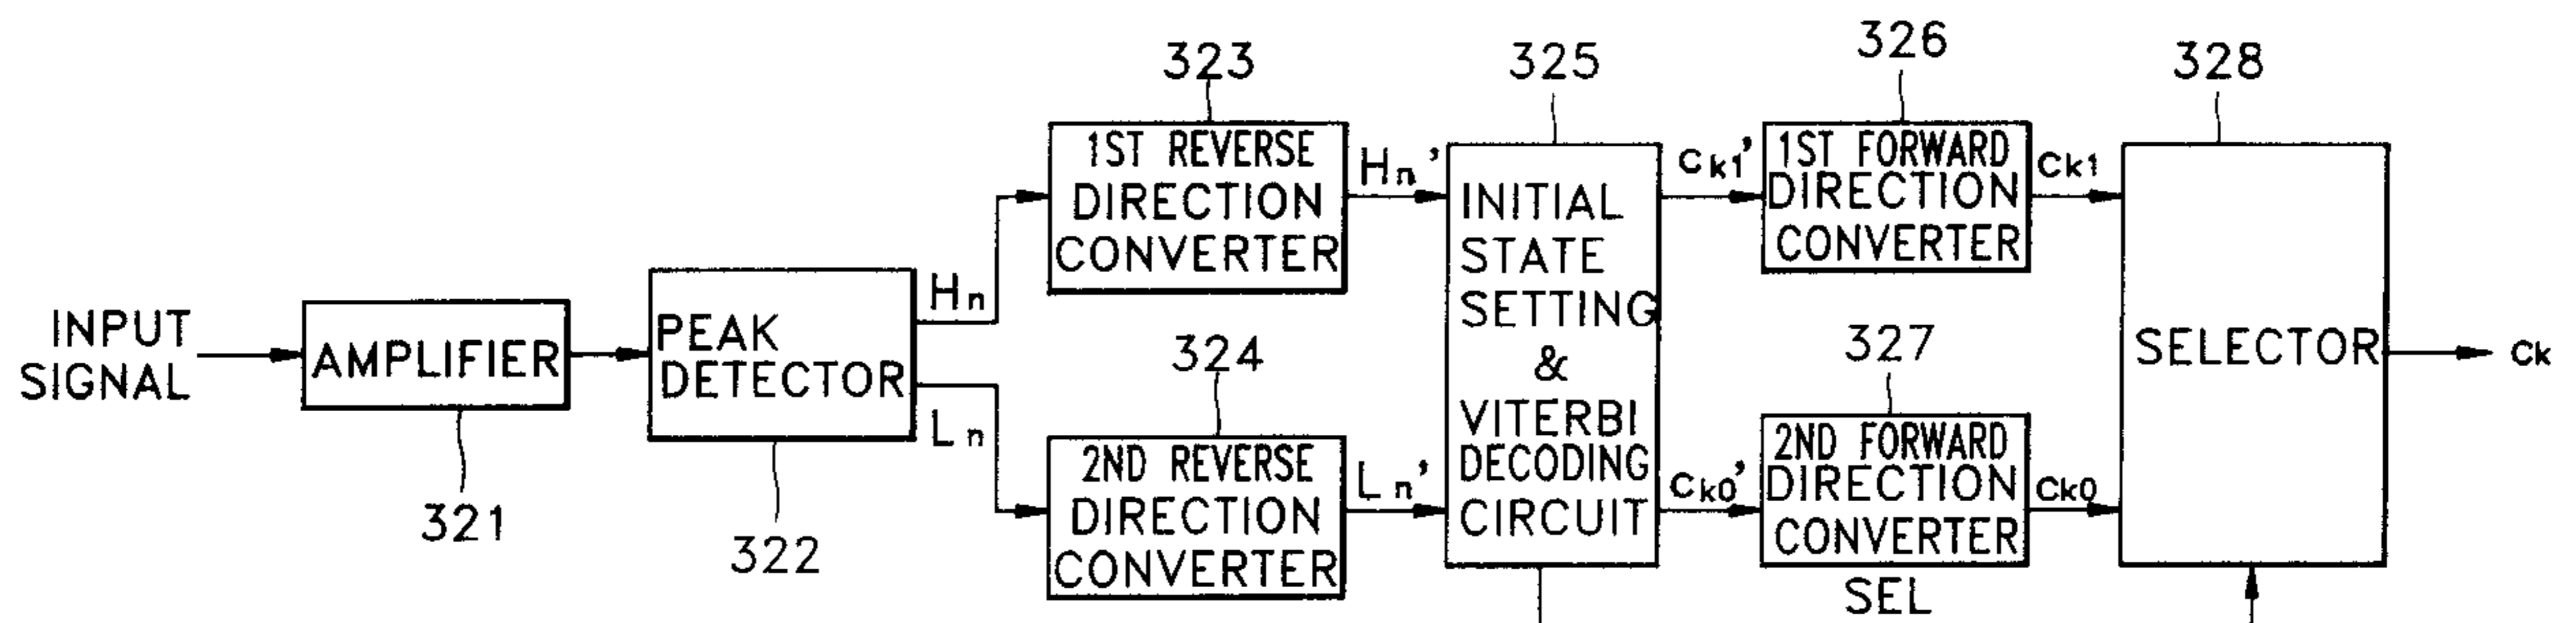 INPUT
SIGNAL
AMPLIFIER
321
PEAK
DETECTOR
322
Hn
Ln
323
1ST REVERSE
DIRECTION
CONVERTER
324
2ND REVERSE
DIRECTION
CONVERTER
Hn'
Ln'
325
INITIAL
STATE
SETTING
&
VITERBI
DECODING
CIRCUIT
ck1'
ck0'
326
1ST FORWARD
DIRECTION
CONVERTER
327
2ND FORWARD
DIRECTION
CONVERTER
SEL
ck1
ck0
328
SELECTOR
ck